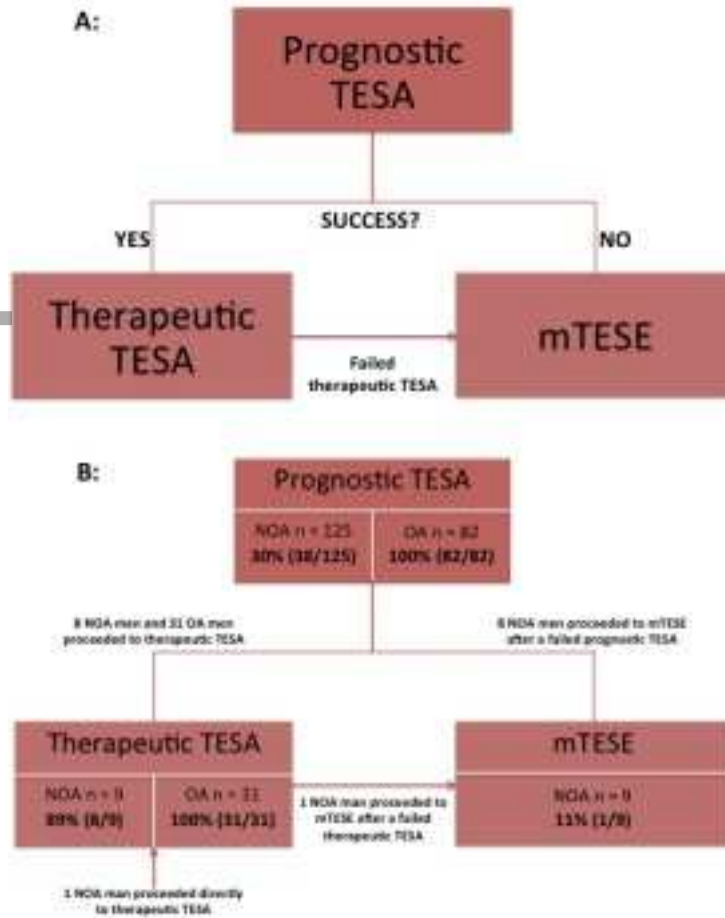 A:
Prognostic
TESA
SUCCESS?
YES
NO
Therapeutic
TESA
mTESE
Failed
therapeutic TESA
B:
Prognostic TESA
NOA n = 125
30% (38/125)
OA n = 82
100% (82/82)
8 NOA men and 31 OA men
proceeded to therapeutic TESA
NOA men proceeded to mTESE
after a failed prognostic TESA
Therapeutic TESA
NOA n = 9
89% (8/9)
OA n = 31
100% (31/31)
1 NOA man proceeded to
mTESE after a failed
therapeutic TESA
mTESE
NOA n = 9
11% (1/9)
1 NOA man proceeded directly
to therapeutic TESA